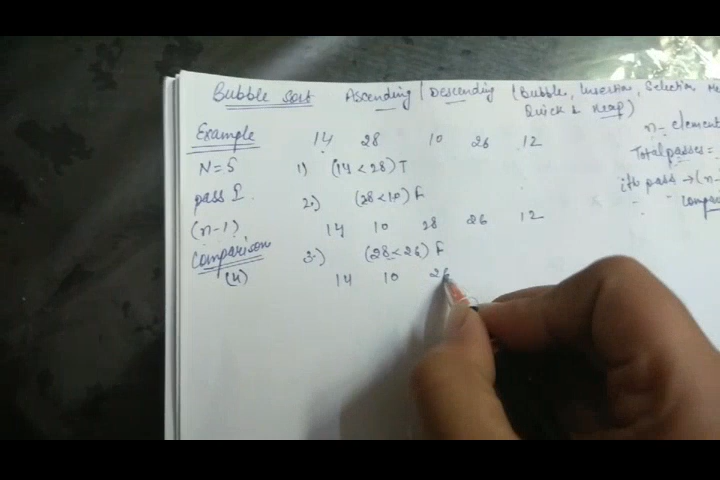 Bubble Sort Ascending / Descending (Bubble, Insertion, Selection
Quick & Heap)
Example 14 28 10 26 12
N=5 1) (14 < 28) T
pass 1 2) (28 < 10) F
(n-1) 14 10 28 26 12
comparison 3) (28 < 26) F
(4) 14 10 26
n = element
Total passes =
ith pass → (n-